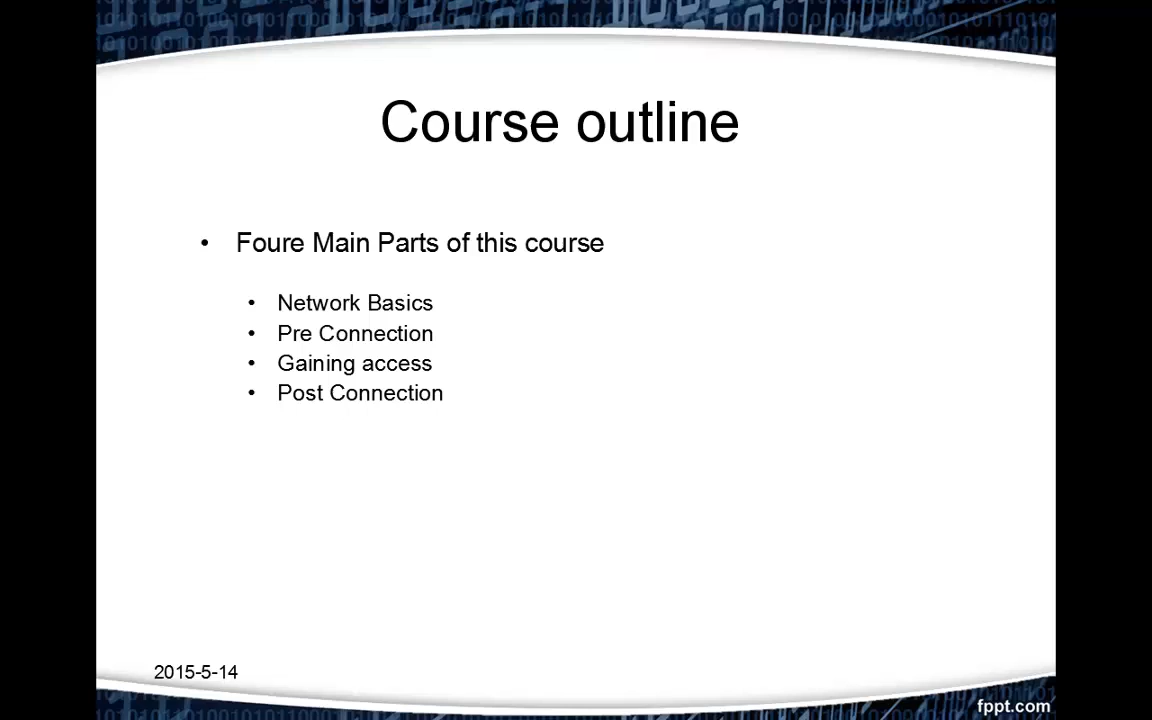 Course outline
• Foure Main Parts of this course
• Network Basics
• Pre Connection
• Gaining access
• Post Connection
2015-5-14
fppt.com